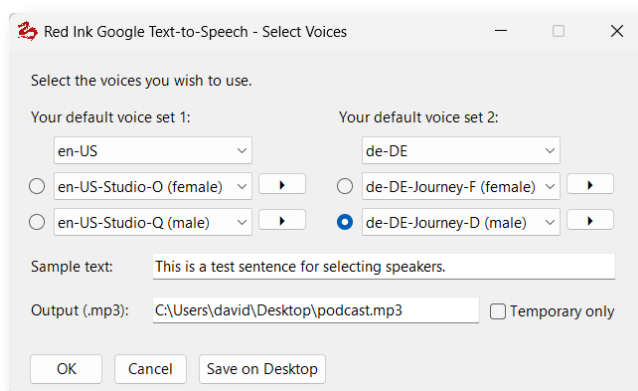 Red Ink Google Text-to-Speech - Select Voices
Select the voices you wish to use.
Your default voice set 1: Your default voice set 2:
en-US de-DE
en-US-Studio-O (female) de-DE-Journey-F (female)
en-US-Studio-Q (male) de-DE-Journey-D (male)
Sample text: This is a test sentence for selecting speakers.
Output (.mp3): C:\Users\david\Desktop\podcast.mp3 Temporary only
OK Cancel Save on Desktop